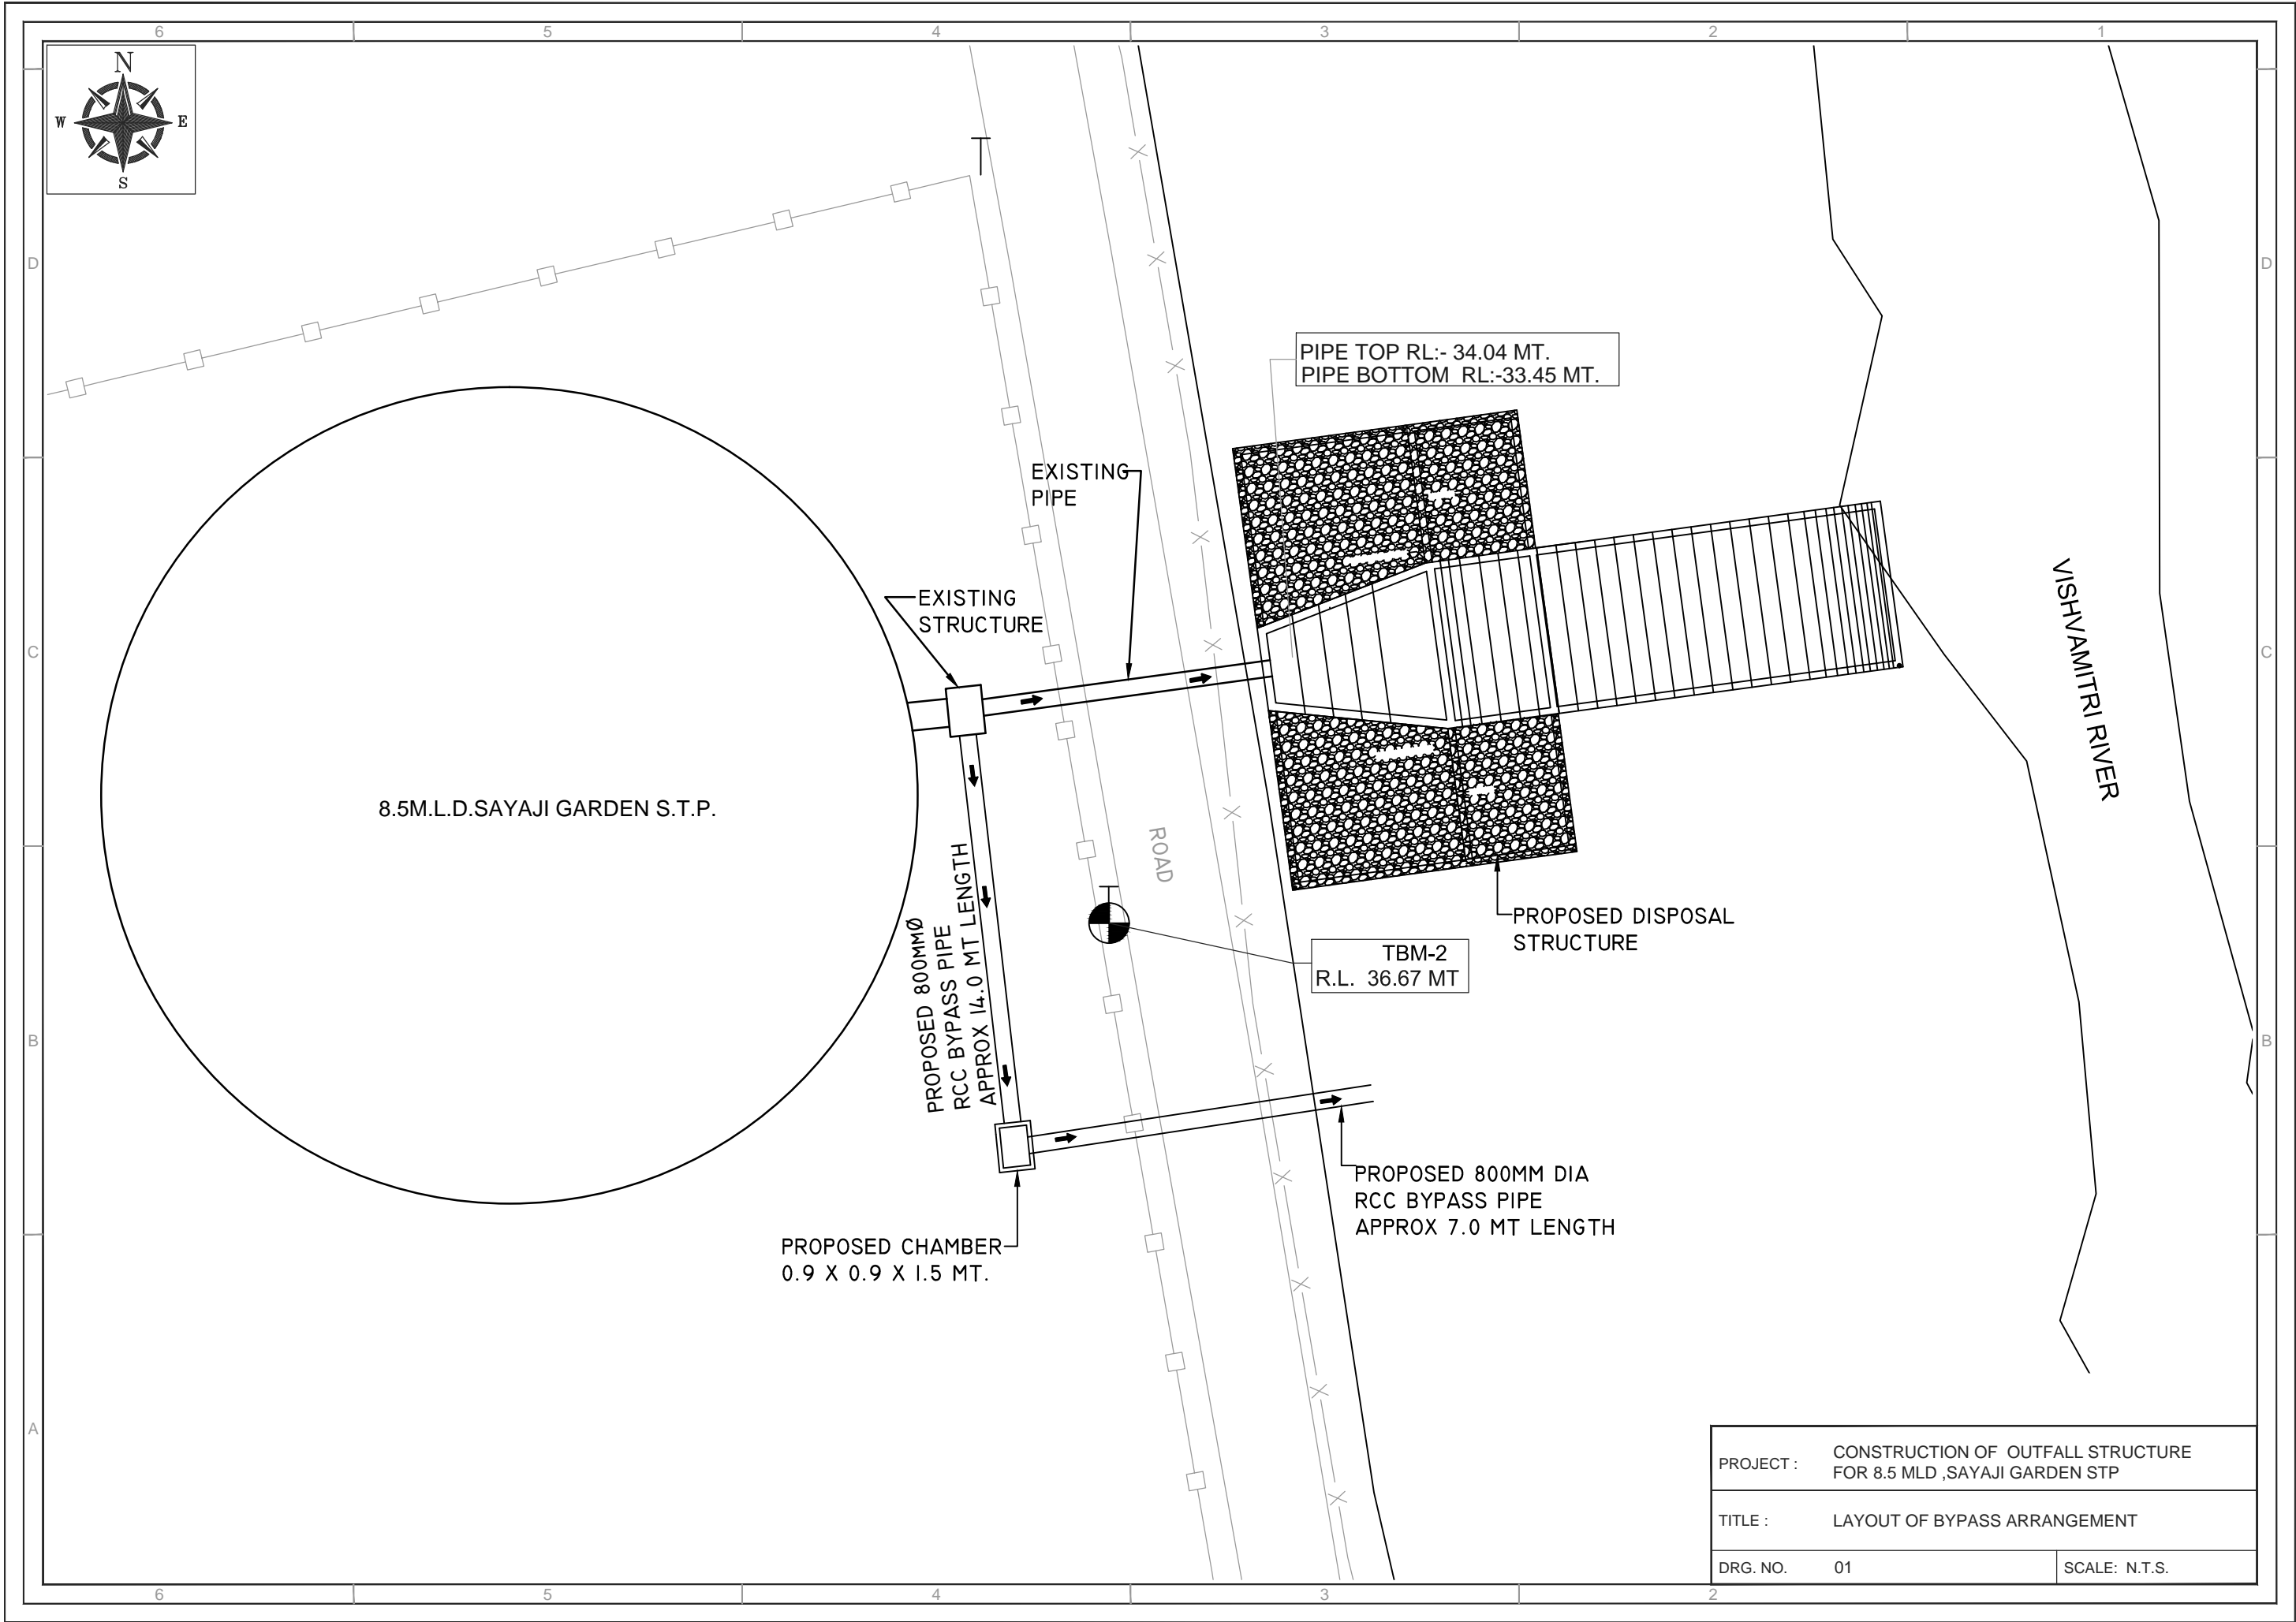 6 5 4 3 2 1
N
W E
S
D D
PIPE TOP RL:- 34.04 MT.
PIPE BOTTOM RL:-33.45 MT.
EXISTING
PIPE
EXISTING
STRUCTURE
C C
VISHVAMITRI RIVER
8.5M.L.D.SAYAJI GARDEN S.T.P.
ROAD
PROPOSED 800MMØ
RCC BYPASS PIPE
APPROX 14.0 MT LENGTH
PROPOSED DISPOSAL
STRUCTURE
TBM-2
R.L. 36.67 MT
B B
PROPOSED 800MM DIA
RCC BYPASS PIPE
APPROX 7.0 MT LENGTH
PROPOSED CHAMBER
0.9 X 0.9 X 1.5 MT.
A
PROJECT : CONSTRUCTION OF OUTFALL STRUCTURE
FOR 8.5 MLD ,SAYAJI GARDEN STP
TITLE : LAYOUT OF BYPASS ARRANGEMENT
DRG. NO. 01 SCALE: N.T.S.
6 5 4 3 2